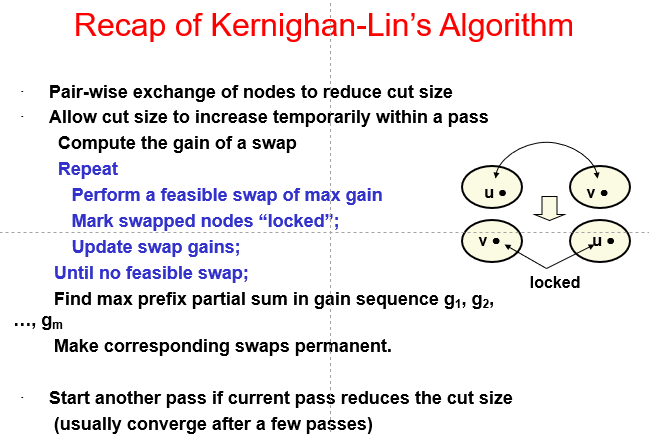 Recap of Kernighan-Lin's Algorithm
· Pair-wise exchange of nodes to reduce cut size
· Allow cut size to increase temporarily within a pass
Compute the gain of a swap
Repeat
Perform a feasible swap of max gain
Mark swapped nodes “locked”;
Update swap gains;
Until no feasible swap;
Find max prefix partial sum in gain sequence g₁, g₂,
…, gₘ
Make corresponding swaps permanent.
· Start another pass if current pass reduces the cut size
(usually converge after a few passes)
u • v •
v • u •
locked